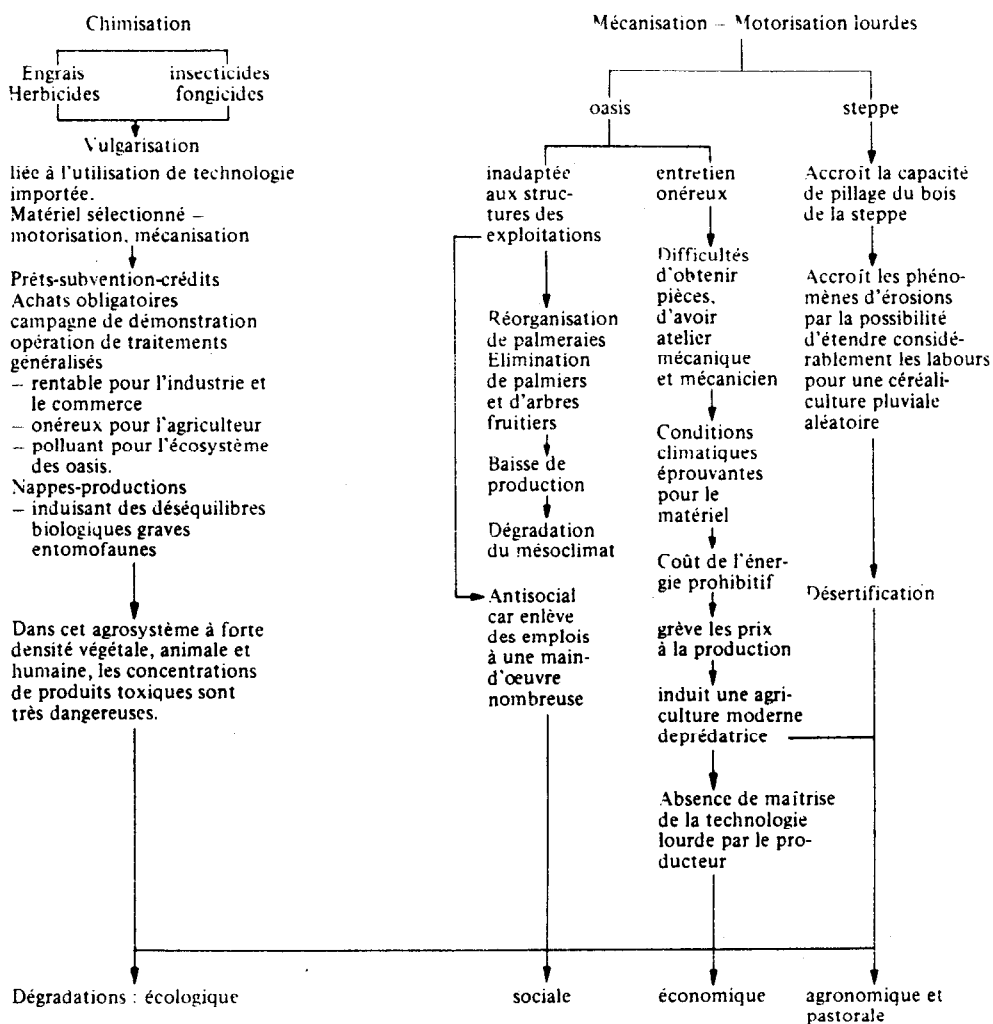 Chimisation
Engrais
Herbicides
insecticides
fongicides
Vulgarisation
liée à l'utilisation de technologie
importée.
Matériel sélectionné –
motorisation, mécanisation
Prêts-subvention-crédits
Achats obligatoires
campagne de démonstration
opération de traitements
généralisés
– rentable pour l'industrie et
le commerce
– onéreux pour l'agriculteur
– polluant pour l'écosystème
des oasis.
Nappes-productions
– induisant des déséquilibres
biologiques graves
entomofaunes
Dans cet agrosystème à forte
densité végétale, animale et
humaine, les concentrations
de produits toxiques sont
très dangereuses.
Mécanisation – Motorisation lourdes
oasis
steppe
inadaptée
aux struc-
tures des
exploitations
Réorganisation
de palmeraies
Elimination
de palmiers
et d'arbres
fruitiers
Baisse de
production
Dégradation
du mésoclimat
Antisocial
car enlève
des emplois
à une main-
d'œuvre
nombreuse
entretien
onéreux
Difficultés
d'obtenir
pièces,
d'avoir
atelier
mécanique
et mécanicien
Conditions
climatiques
éprouvantes
pour le
matériel
Coût de l'éner-
gie prohibitif
grève les prix
à la production
induit une agri-
culture moderne
deprédatrice
Absence de maîtrise
de la technologie
lourde par le pro-
ducteur
Accroît la capacité
de pillage du bois
de la steppe
Accroît les phéno-
mènes d'érosions
par la possibilité
d'étendre considé-
rablement les labours
pour une céréali-
culture pluviale
aléatoire
Désertification
Dégradations : écologique
sociale
économique
agronomique et
pastorale